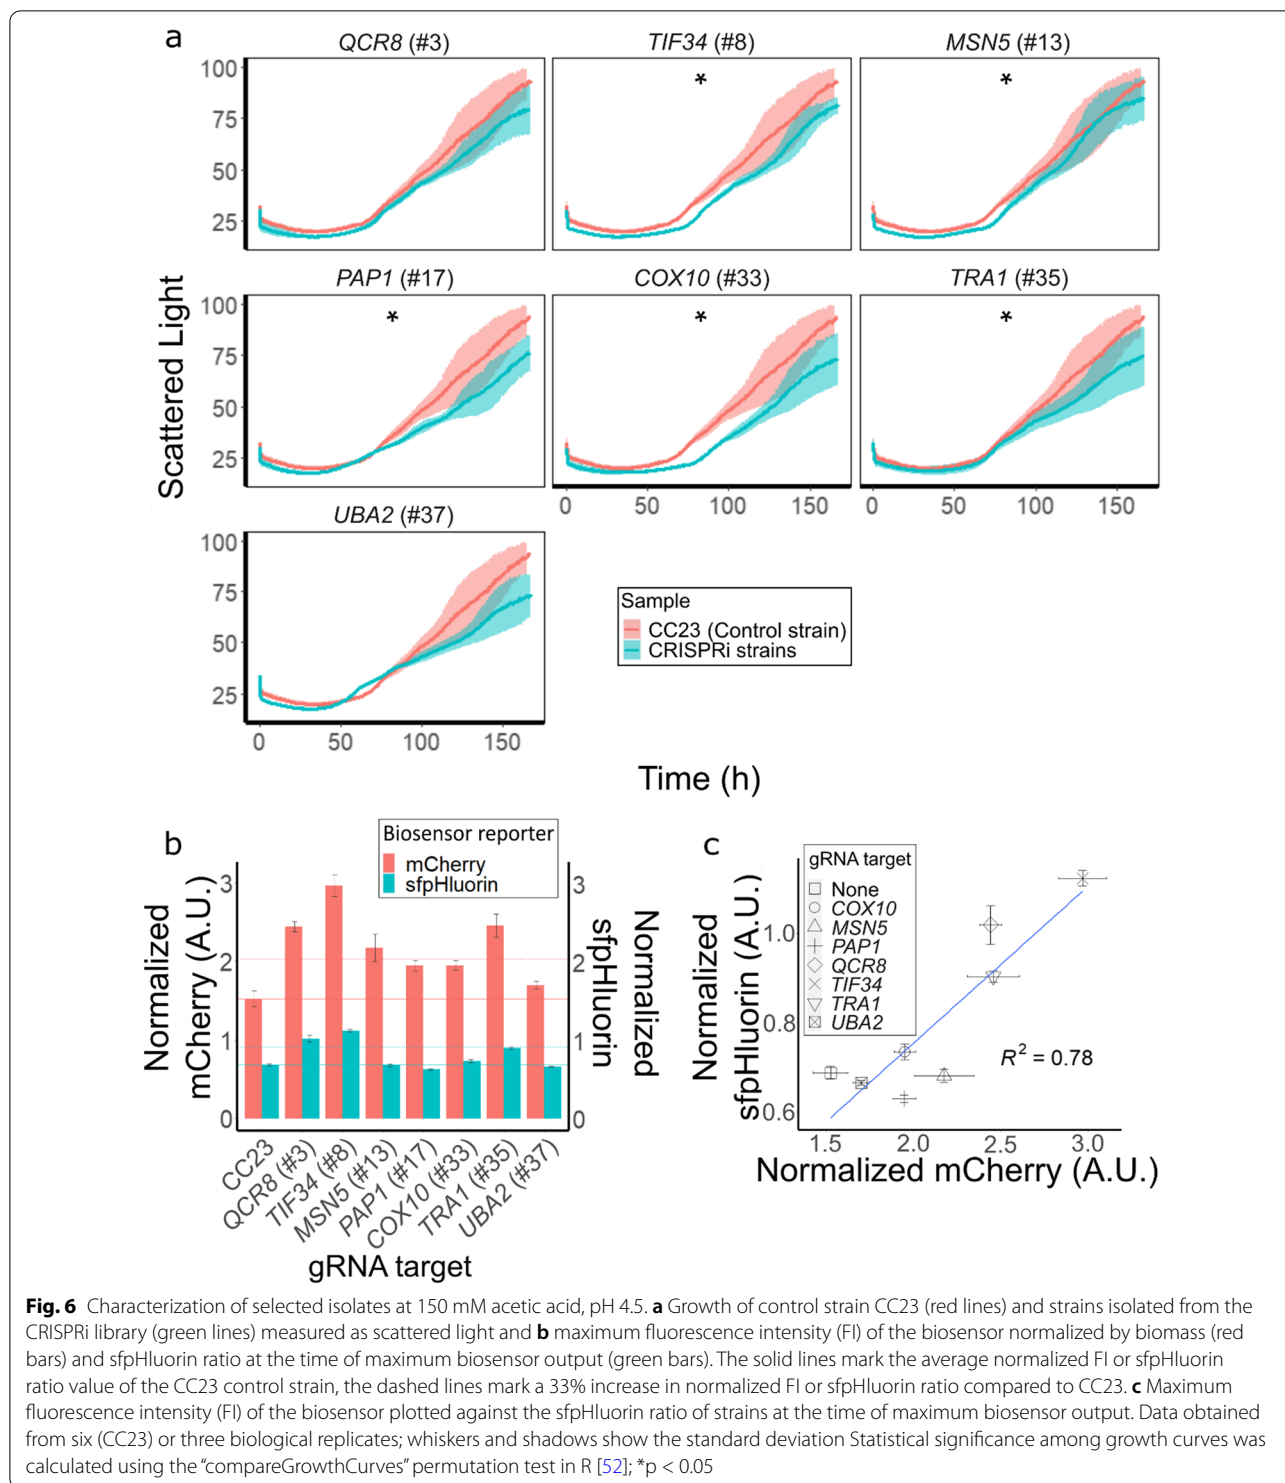 a
QCR8 (#3)
TIF34 (#8)
MSN5 (#13)
100
75
50
25
*
*
PAP1 (#17)
COX10 (#33)
TRA1 (#35)
100
75
50
25
*
*
*
0 50 100 150
0 50 100 150
Scattered Light
UBA2 (#37)
100
75
50
25
0 50 100 150
Sample
CC23 (Control strain)
CRISPRi strains
Time (h)
b
Biosensor reporter
mCherry
sfpHluorin
Normalized
mCherry (A.U.)
3
2
1
0
3
2
1
0
Normalized
sfpHluorin
CC23
QCR8 (#3)
TIF34 (#8)
MSN5 (#13)
PAP1 (#17)
COX10 (#33)
TRA1 (#35)
UBA2 (#37)
gRNA target
c
Normalized
sfpHluorin (A.U.)
1.0
0.8
0.6
gRNA target
None
COX10
MSN5
PAP1
QCR8
TIF34
TRA1
UBA2
R² = 0.78
1.5 2.0 2.5 3.0
Normalized mCherry (A.U.)
Fig. 6 Characterization of selected isolates at 150 mM acetic acid, pH 4.5. a Growth of control strain CC23 (red lines) and strains isolated from the
CRISPRi library (green lines) measured as scattered light and b maximum fluorescence intensity (FI) of the biosensor normalized by biomass (red
bars) and sfpHluorin ratio at the time of maximum biosensor output (green bars). The solid lines mark the average normalized FI or sfpHluorin
ratio value of the CC23 control strain, the dashed lines mark a 33% increase in normalized FI or sfpHluorin ratio compared to CC23. c Maximum
fluorescence intensity (FI) of the biosensor plotted against the sfpHluorin ratio of strains at the time of maximum biosensor output. Data obtained
from six (CC23) or three biological replicates; whiskers and shadows show the standard deviation Statistical significance among growth curves was
calculated using the “compareGrowthCurves” permutation test in R [52]; *p < 0.05